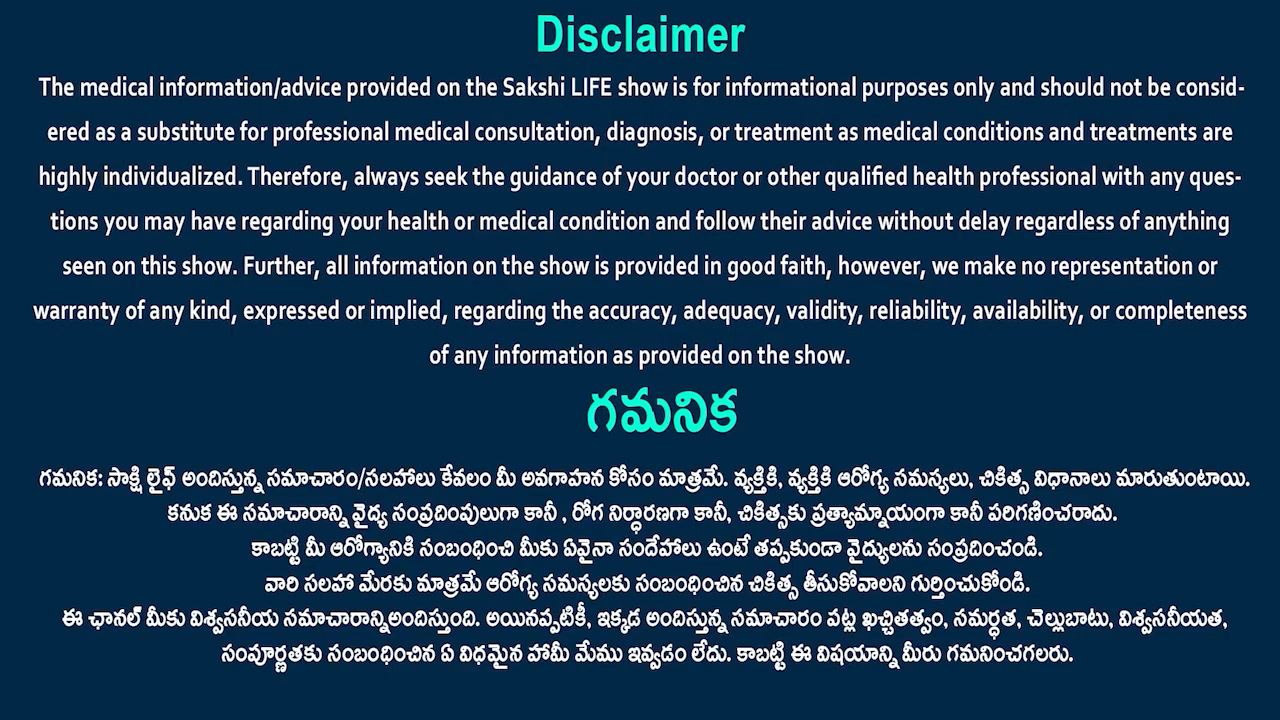 Disclaimer
The medical information/advice provided on the Sakshi LIFE show is for informational purposes only and should not be consid-
ered as a substitute for professional medical consultation, diagnosis, or treatment as medical conditions and treatments are
highly individualized. Therefore, always seek the guidance of your doctor or other qualified health professional with any ques-
tions you may have regarding your health or medical condition and follow their advice without delay regardless of anything
seen on this show. Further, all information on the show is provided in good faith, however, we make no representation or
warranty of any kind, expressed or implied, regarding the accuracy, adequacy, validity, reliability, availability, or completeness
of any information as provided on the show.
గమనిక
గమనిక: సాక్షి లైఫ్ అందిస్తున్న సమాచారం/సలహాలు కేవలం మీ అవగాహన కోసం మాత్రమే. వ్యక్తికి, వ్యక్తికి ఆరోగ్య సమస్యలు, చికిత్స విధానాలు మారుతుంటాయి.
కనుక ఈ సమాచారాన్ని వైద్య సంప్రదింపులుగా కానీ , రోగ నిర్ధారణగా కానీ, చికిత్సకు ప్రత్యామ్నాయంగా కానీ పరిగణించరాదు.
కాబట్టి మీ ఆరోగ్యానికి సంబంధించి మీకు ఏవైనా సందేహాలు ఉంటే తప్పకుండా వైద్యులను సంప్రదించండి.
వారి సలహా మేరకు మాత్రమే ఆరోగ్య సమస్యలకు సంబంధించిన చికిత్స తీసుకోవాలని గుర్తించుకోండి.
ఈ ఛానల్ మీకు విశ్వసనీయ సమాచారాన్నిఅందిస్తుంది. అయినప్పటికీ, ఇక్కడ అందిస్తున్న సమాచారం పట్ల ఖచ్చితత్వం, సమర్ధత, చెల్లుబాటు, విశ్వసనీయత,
సంపూర్ణతకు సంబంధించిన ఏ విధమైన హామీ మేము ఇవ్వడం లేదు. కాబట్టి ఈ విషయాన్ని మీరు గమనించగలరు.